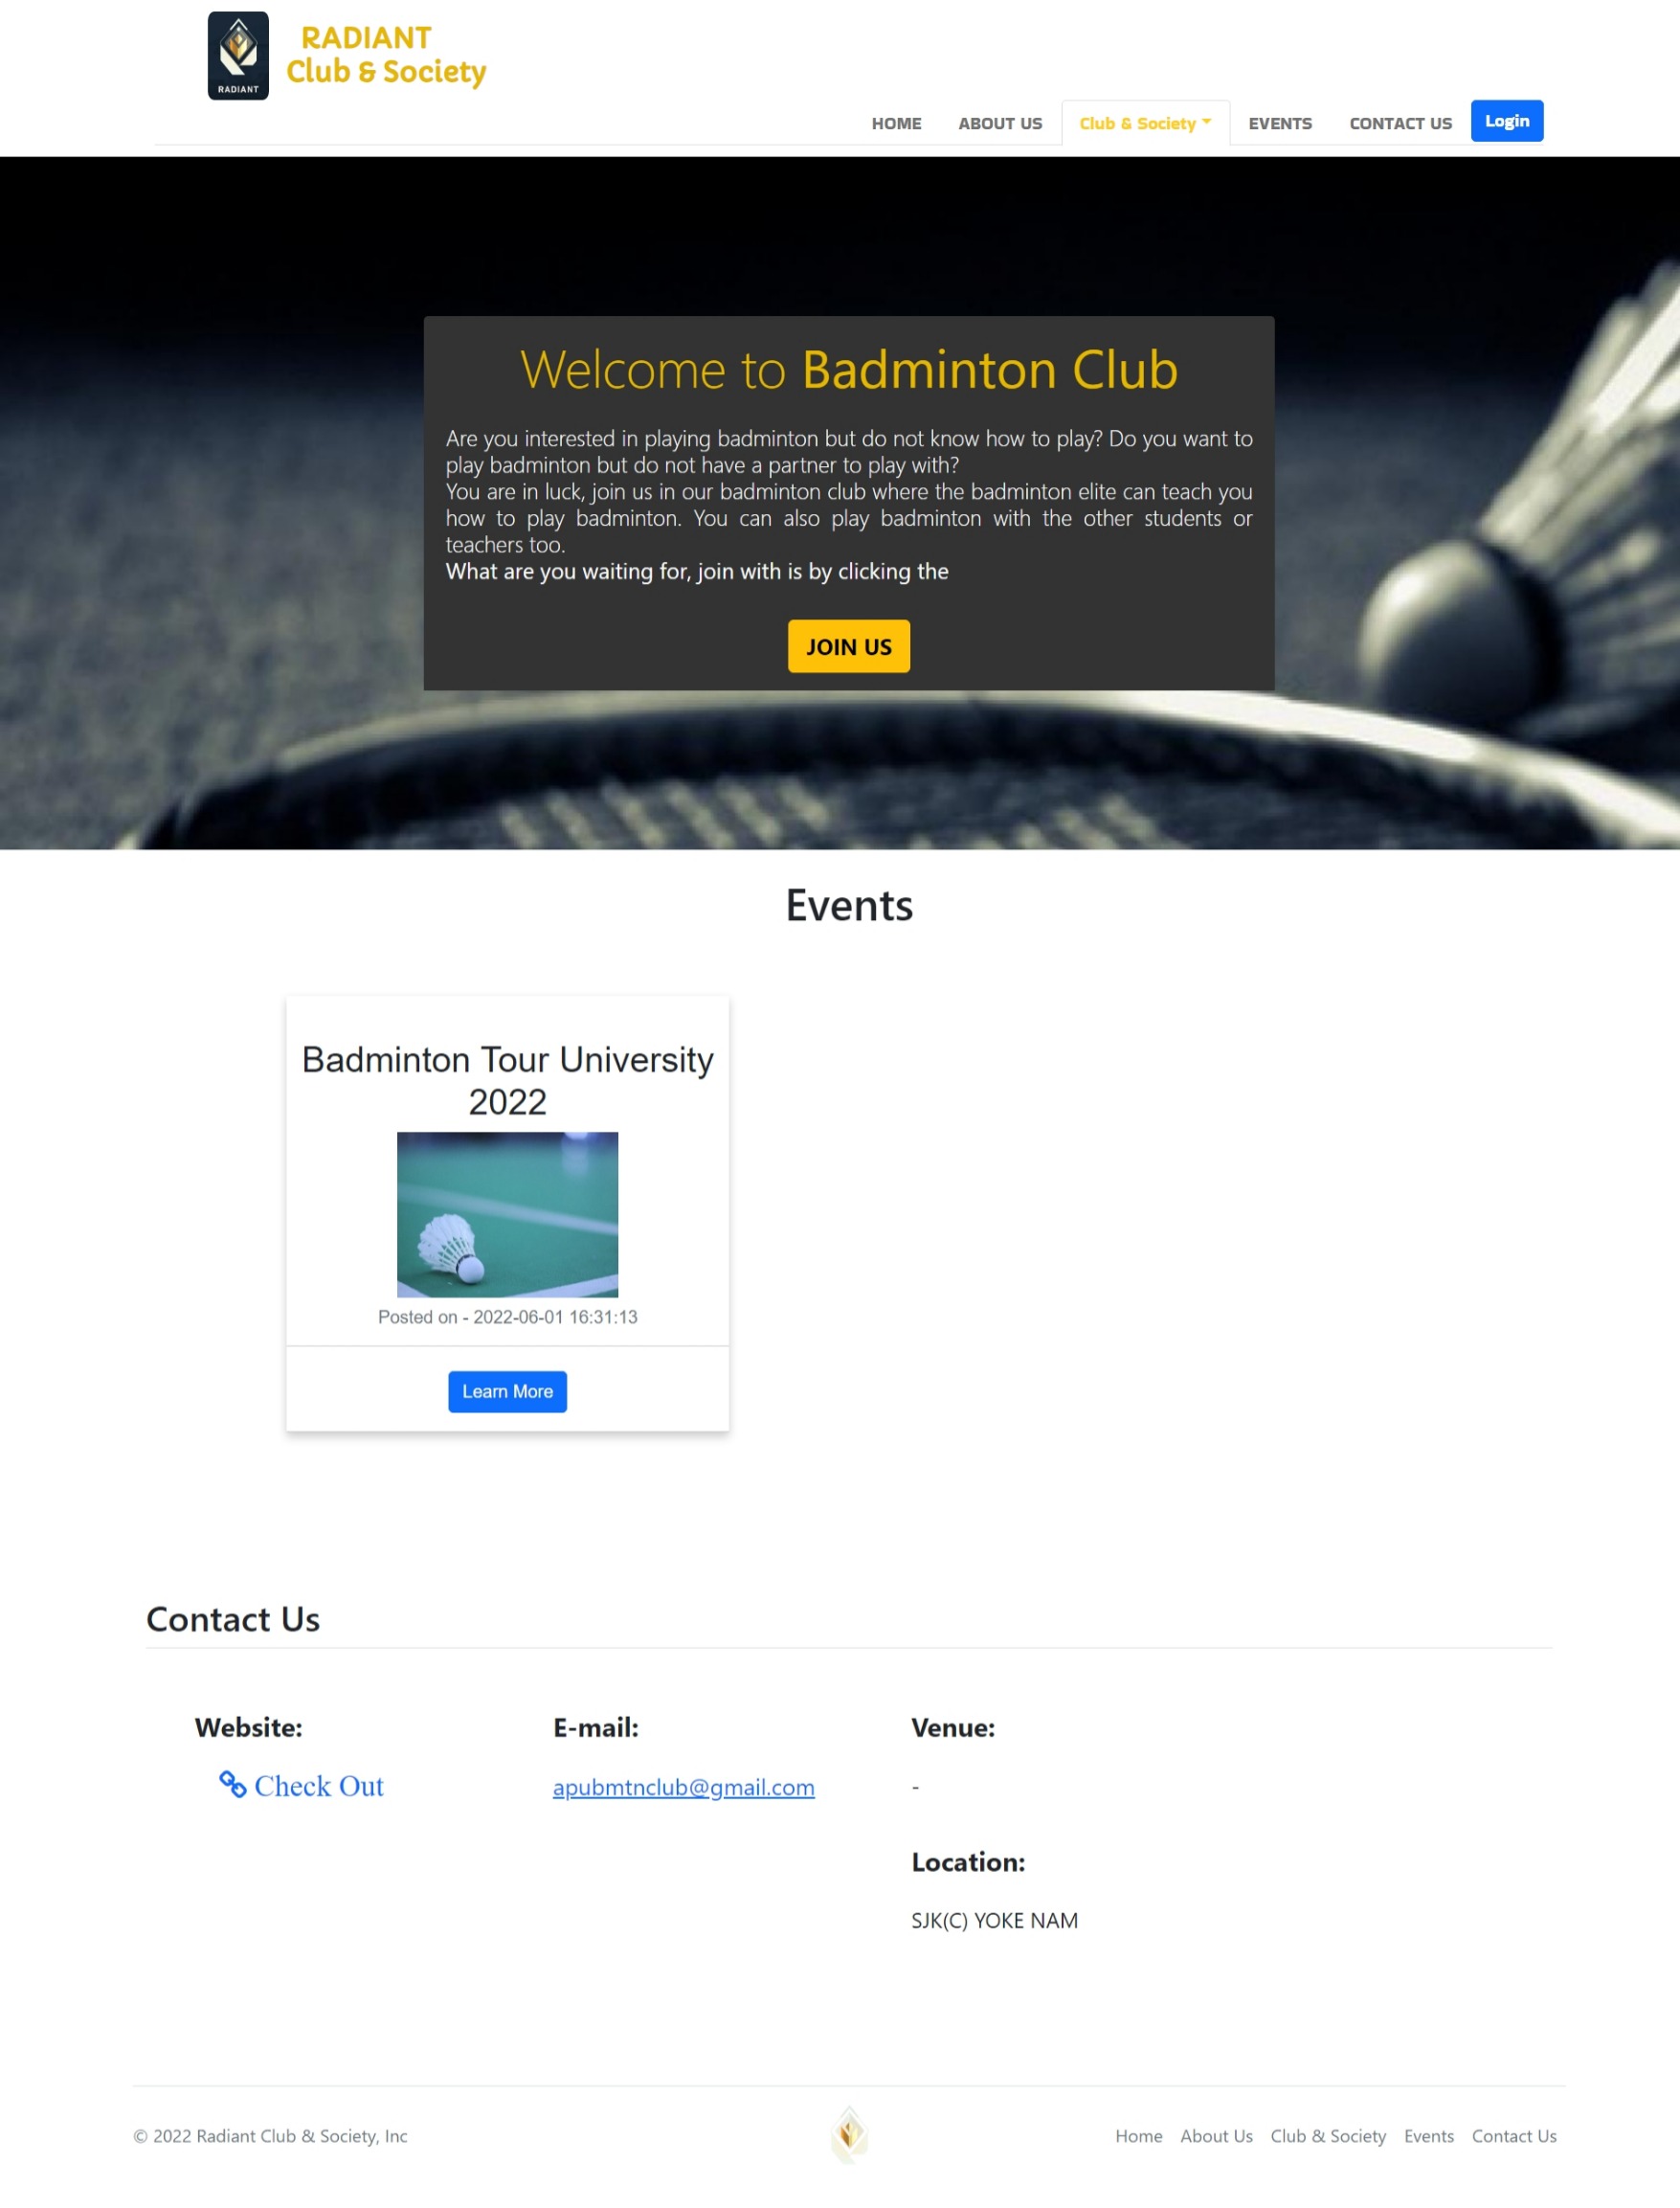 RADIANT
RADIANT
Club & Society
HOME ABOUT US Club & Society EVENTS CONTACT US Login
Welcome to Badminton Club
Are you interested in playing badminton but do not know how to play? Do you want to
play badminton but do not have a partner to play with?
You are in luck, join us in our badminton club where the badminton elite can teach you
how to play badminton. You can also play badminton with the other students or
teachers too.
What are you waiting for, join with is by clicking the
JOIN US
Events
Badminton Tour University
2022
Posted on - 2022-06-01 16:31:13
Learn More
Contact Us
Website:
Check Out
E-mail:
apubmtnclub@gmail.com
Venue:
-
Location:
SJK(C) YOKE NAM
© 2022 Radiant Club & Society, Inc
Home About Us Club & Society Events Contact Us